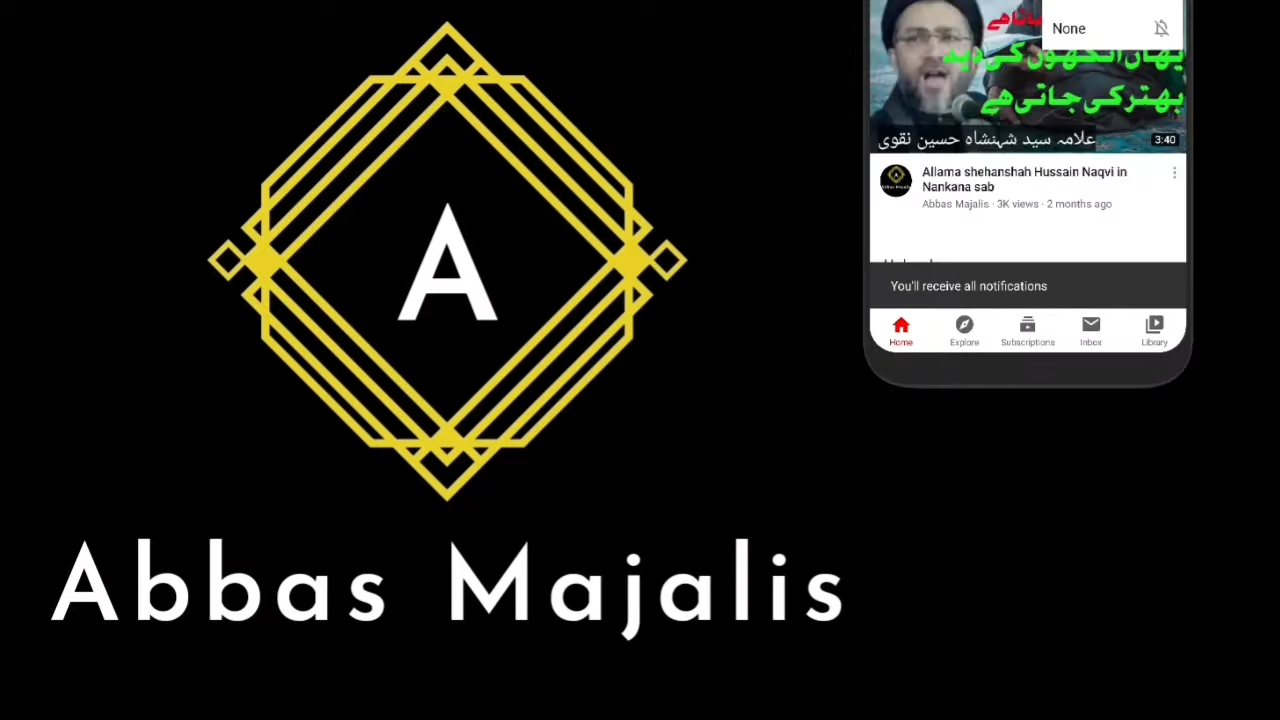 A
Abbas Majalis
None
یہاں آنکھوں کی دید
بہتر کی جاتی ھے
علامہ سید شہنشاہ حسین نقوی
3:40
Allama shehanshah Hussain Naqvi in
Nankana sab
Abbas Majalis · 3K views · 2 months ago
You'll receive all notifications
Home
Explore
Subscriptions
Inbox
Library